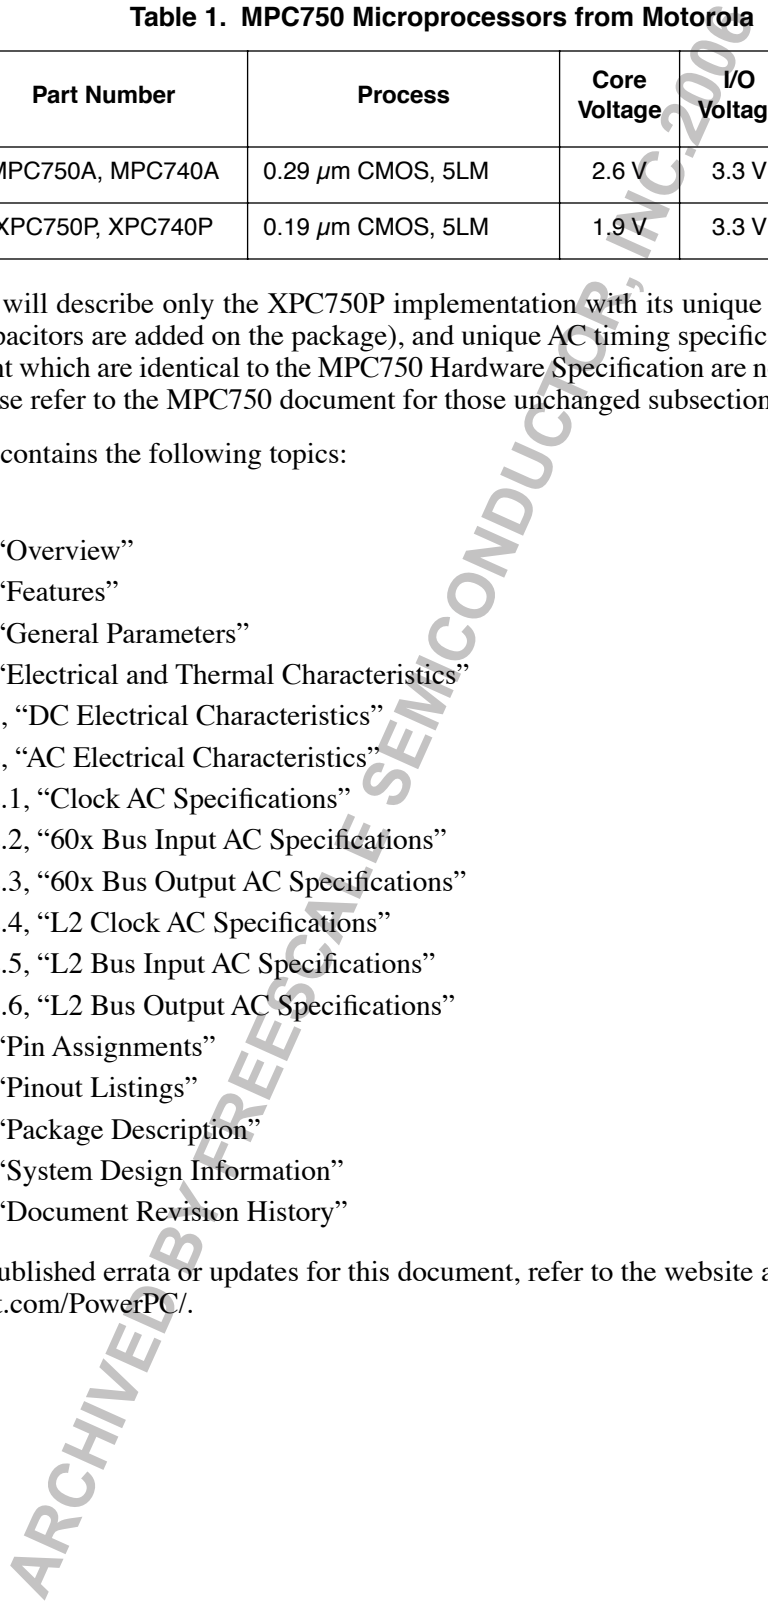 Table 1. MPC750 Microprocessors from Motorola
Part Number Process Core Voltage I/O Voltag
MPC750A, MPC740A 0.29 µm CMOS, 5LM 2.6 V 3.3 V
XPC750P, XPC740P 0.19 µm CMOS, 5LM 1.9 V 3.3 V
will describe only the XPC750P implementation with its unique
pacitors are added on the package), and unique AC timing specific
nt which are identical to the MPC750 Hardware Specification are n
se refer to the MPC750 document for those unchanged subsection
contains the following topics:
“Overview”
“Features”
“General Parameters”
“Electrical and Thermal Characteristics”
, “DC Electrical Characteristics”
, “AC Electrical Characteristics”
.1, “Clock AC Specifications”
.2, “60x Bus Input AC Specifications”
.3, “60x Bus Output AC Specifications”
.4, “L2 Clock AC Specifications”
.5, “L2 Bus Input AC Specifications”
.6, “L2 Bus Output AC Specifications”
“Pin Assignments”
“Pinout Listings”
“Package Description”
“System Design Information”
“Document Revision History”
ublished errata or updates for this document, refer to the website a
t.com/PowerPC/.
ARCHIVED BY FREESCALE SEMICONDUCTOR, INC. 2006